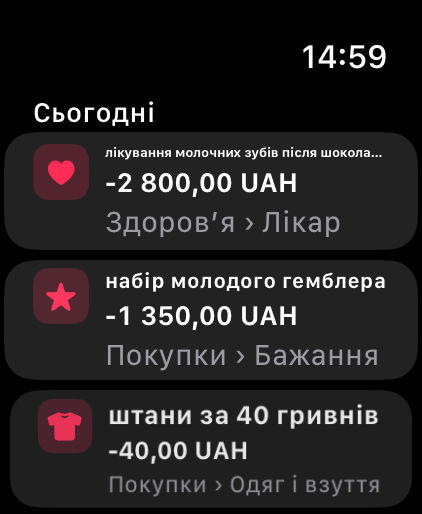 14:59
Сьогодні
лікування молочних зубів після шокола...
-2 800,00 UAH
Здоров’я › Лікар
набір молодого гемблера
-1 350,00 UAH
Покупки › Бажання
штани за 40 гривнів
-40,00 UAH
Покупки › Одяг і взуття